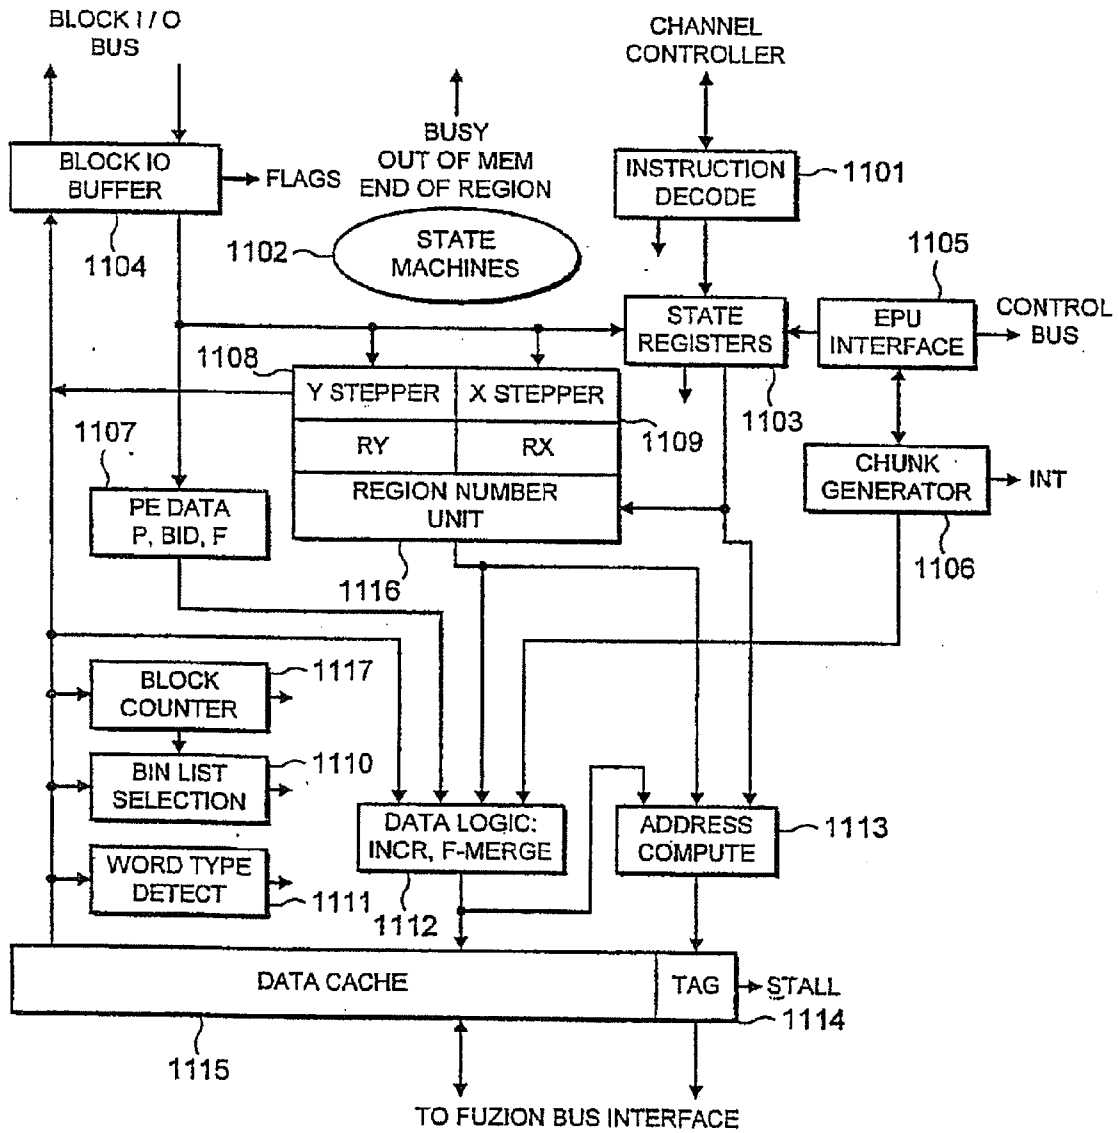 BLOCK I / O
BUS
CHANNEL
CONTROLLER
BUSY
OUT OF MEM
END OF REGION
BLOCK IO
BUFFER
FLAGS
1104
INSTRUCTION
DECODE
1101
1102
STATE
MACHINES
1105
STATE
REGISTERS
EPU
INTERFACE
CONTROL
BUS
1108
Y STEPPER
X STEPPER
1109
1103
RY
RX
1107
CHUNK
GENERATOR
INT
PE DATA
P, BID, F
REGION NUMBER
UNIT
1116
1106
BLOCK
COUNTER
1117
BIN LIST
SELECTION
1110
DATA LOGIC:
INCR, F-MERGE
ADDRESS
COMPUTE
1113
WORD TYPE
DETECT
1111
1112
DATA CACHE
TAG
STALL
1114
1115
TO FUZION BUS INTERFACE